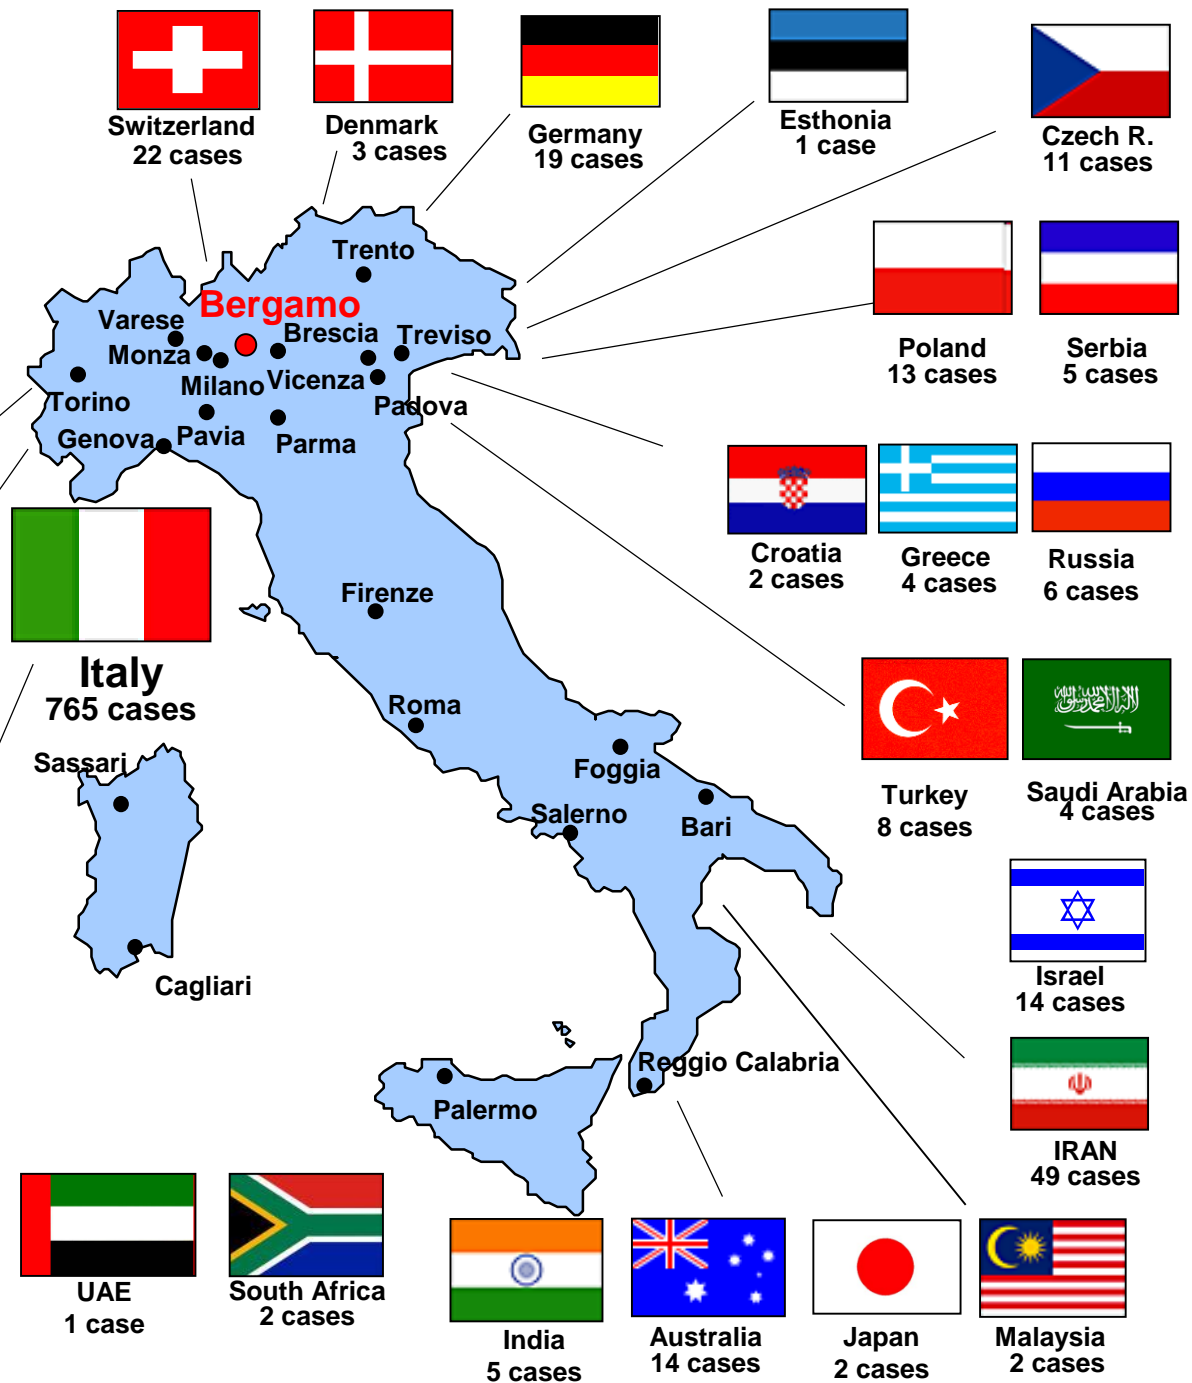 Switzerland
22 cases
Denmark
3 cases
Germany
19 cases
Esthonia
1 case
Czech R.
11 cases
Poland
13 cases
Serbia
5 cases
Trento
Bergamo
Varese
Brescia
Treviso
Monza
Milano
Vicenza
Torino
Padova
Genova
Pavia
Parma
Croatia
2 cases
Greece
4 cases
Russia
6 cases
Firenze
Italy
765 cases
Roma
Sassari
Foggia
Turkey
8 cases
Saudi Arabia
4 cases
Salerno
Bari
Cagliari
Israel
14 cases
Reggio Calabria
Palermo
IRAN
49 cases
UAE
1 case
South Africa
2 cases
India
5 cases
Australia
14 cases
Japan
2 cases
Malaysia
2 cases